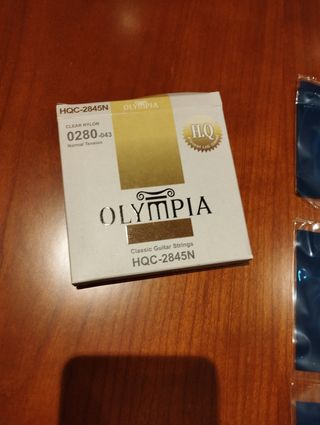 HQC-2845N
OLYMPIA
CLEAR NYLON
0280-043
Normal Tension
HQ
OLYMPIA
Classic Guitar Strings
HQC-2845N